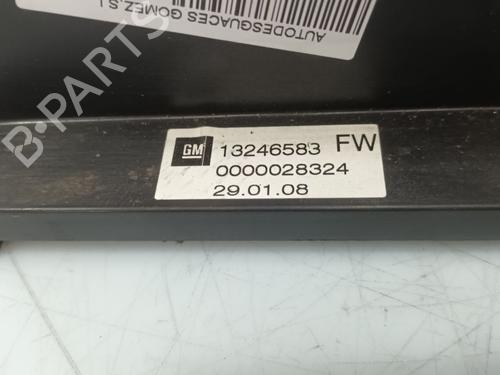 AUTODESGUACES GOMEZ,S.L
B-PARTS
GM 13246583 FW
0000028324
29.01.08